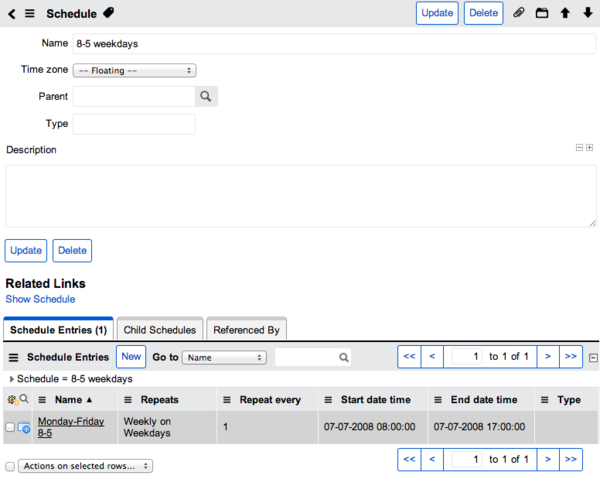 Schedule
Update Delete
Name 8-5 weekdays
Time zone -- Floating --
Parent
Type
Description
Update Delete
Related Links
Show Schedule
Schedule Entries (1) Child Schedules Referenced By
Schedule Entries New Go to Name << < 1 to 1 of 1 > >>
Schedule = 8-5 weekdays
Name ▲ Repeats Repeat every Start date time End date time Type
Monday-Friday 8-5 Weekly on Weekdays 1 07-07-2008 08:00:00 07-07-2008 17:00:00
Actions on selected rows... << < 1 to 1 of 1 > >>